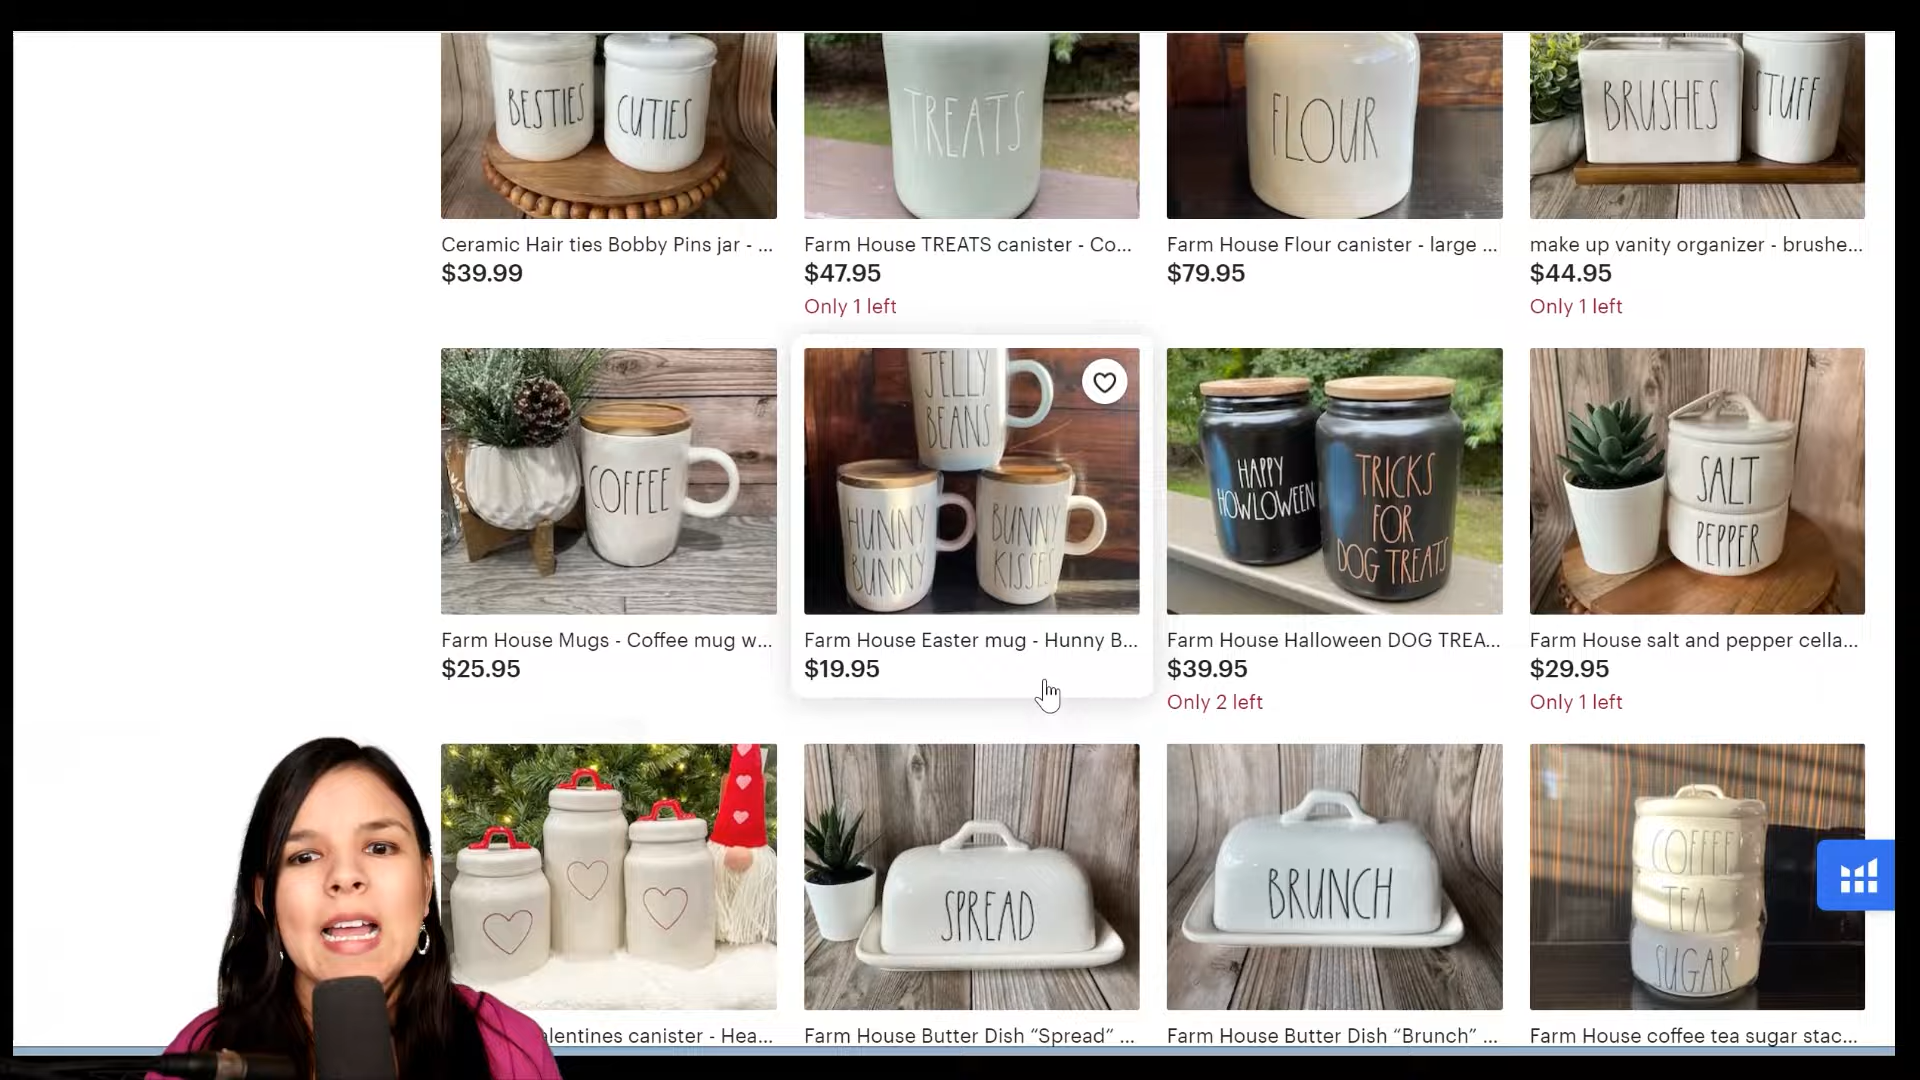 BESTIES
CUTIES
TREATS
FLOUR
BRUSHES
STUFF
Ceramic Hair ties Bobby Pins jar - ...
$39.99
Farm House TREATS canister - Co...
$47.95
Only 1 left
Farm House Flour canister - large ...
$79.95
make up vanity organizer - brushe...
$44.95
Only 1 left
COFFEE
JELLY
BEANS
HUNNY
BUNNY
BUNNY
KISSES
HAPPY
HOWLOWEEN
TRICKS
FOR
DOG TREATS
SALT
PEPPER
Farm House Mugs - Coffee mug w...
$25.95
Farm House Easter mug - Hunny B...
$19.95
Farm House Halloween DOG TREA...
$39.95
Only 2 left
Farm House salt and pepper cella...
$29.95
Only 1 left
SPREAD
BRUNCH
COFFEE
TEA
SUGAR
alentines canister - Hea...
Farm House Butter Dish “Spread” ...
Farm House Butter Dish “Brunch” ...
Farm House coffee tea sugar stac...